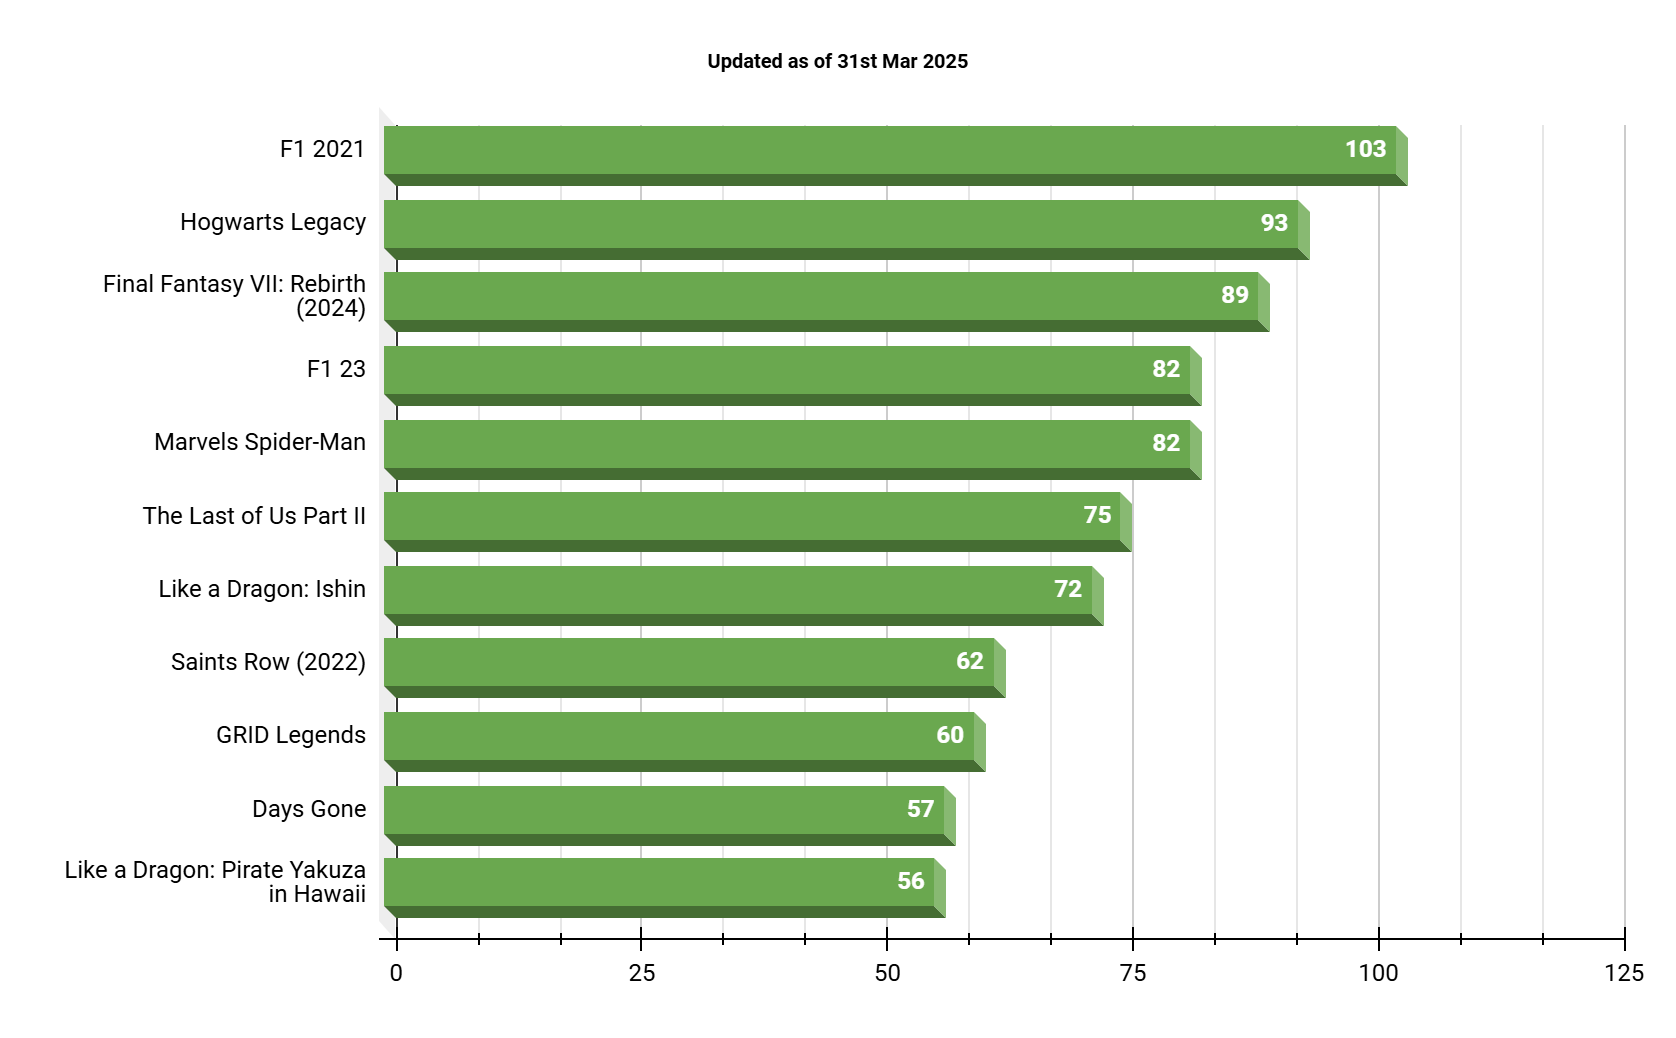 Updated as of 31st Mar 2025
F1 2021
103
Hogwarts Legacy
93
Final Fantasy VII: Rebirth
(2024)
89
F1 23
82
Marvels Spider-Man
82
The Last of Us Part II
75
Like a Dragon: Ishin
72
Saints Row (2022)
62
GRID Legends
60
Days Gone
57
Like a Dragon: Pirate Yakuza
in Hawaii
56
0 25 50 75 100 125